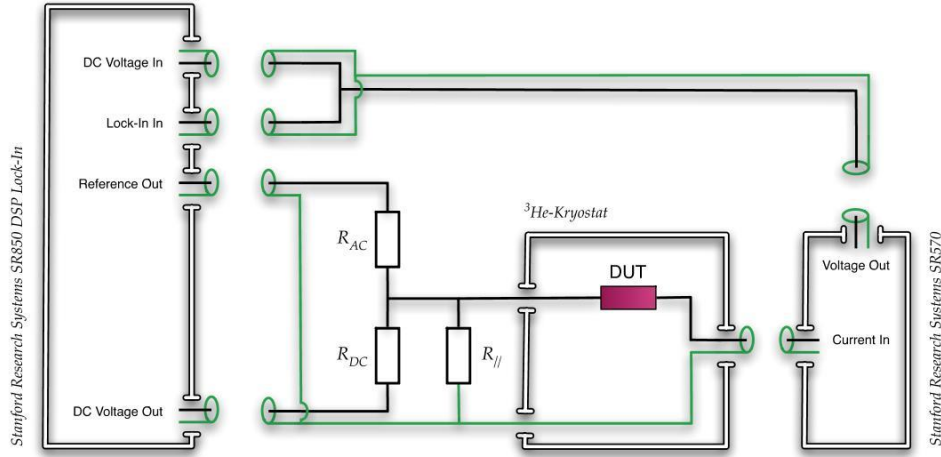 Stanford Research Systems SR850 DSP Lock-In
DC Voltage In
Lock-In In
Reference Out
DC Voltage Out
R_AC
R_DC
R_//
³He-Kryostat
DUT
Voltage Out
Current In
Stanford Research Systems SR570